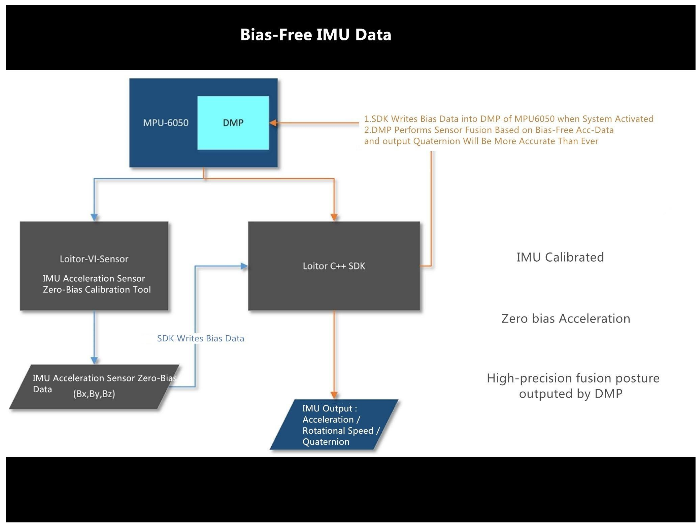 Bias-Free IMU Data
MPU-6050
DMP
1.SDK Writes Bias Data into DMP of MPU6050 when System Activated
2.DMP Performs Sensor Fusion Based on Bias-Free Acc-Data
and output Quaternion Will Be More Accurate Than Ever
Loitor-VI-Sensor
IMU Acceleration Sensor
Zero-Bias Calibration Tool
Loitor C++ SDK
IMU Calibrated
Zero bias Acceleration
SDK Writes Bias Data
High-precision fusion posture
outputed by DMP
IMU Acceleration Sensor Zero-Bias
Data
(Bx,By,Bz)
IMU Output :
Acceleration /
Rotational Speed /
Quaternion